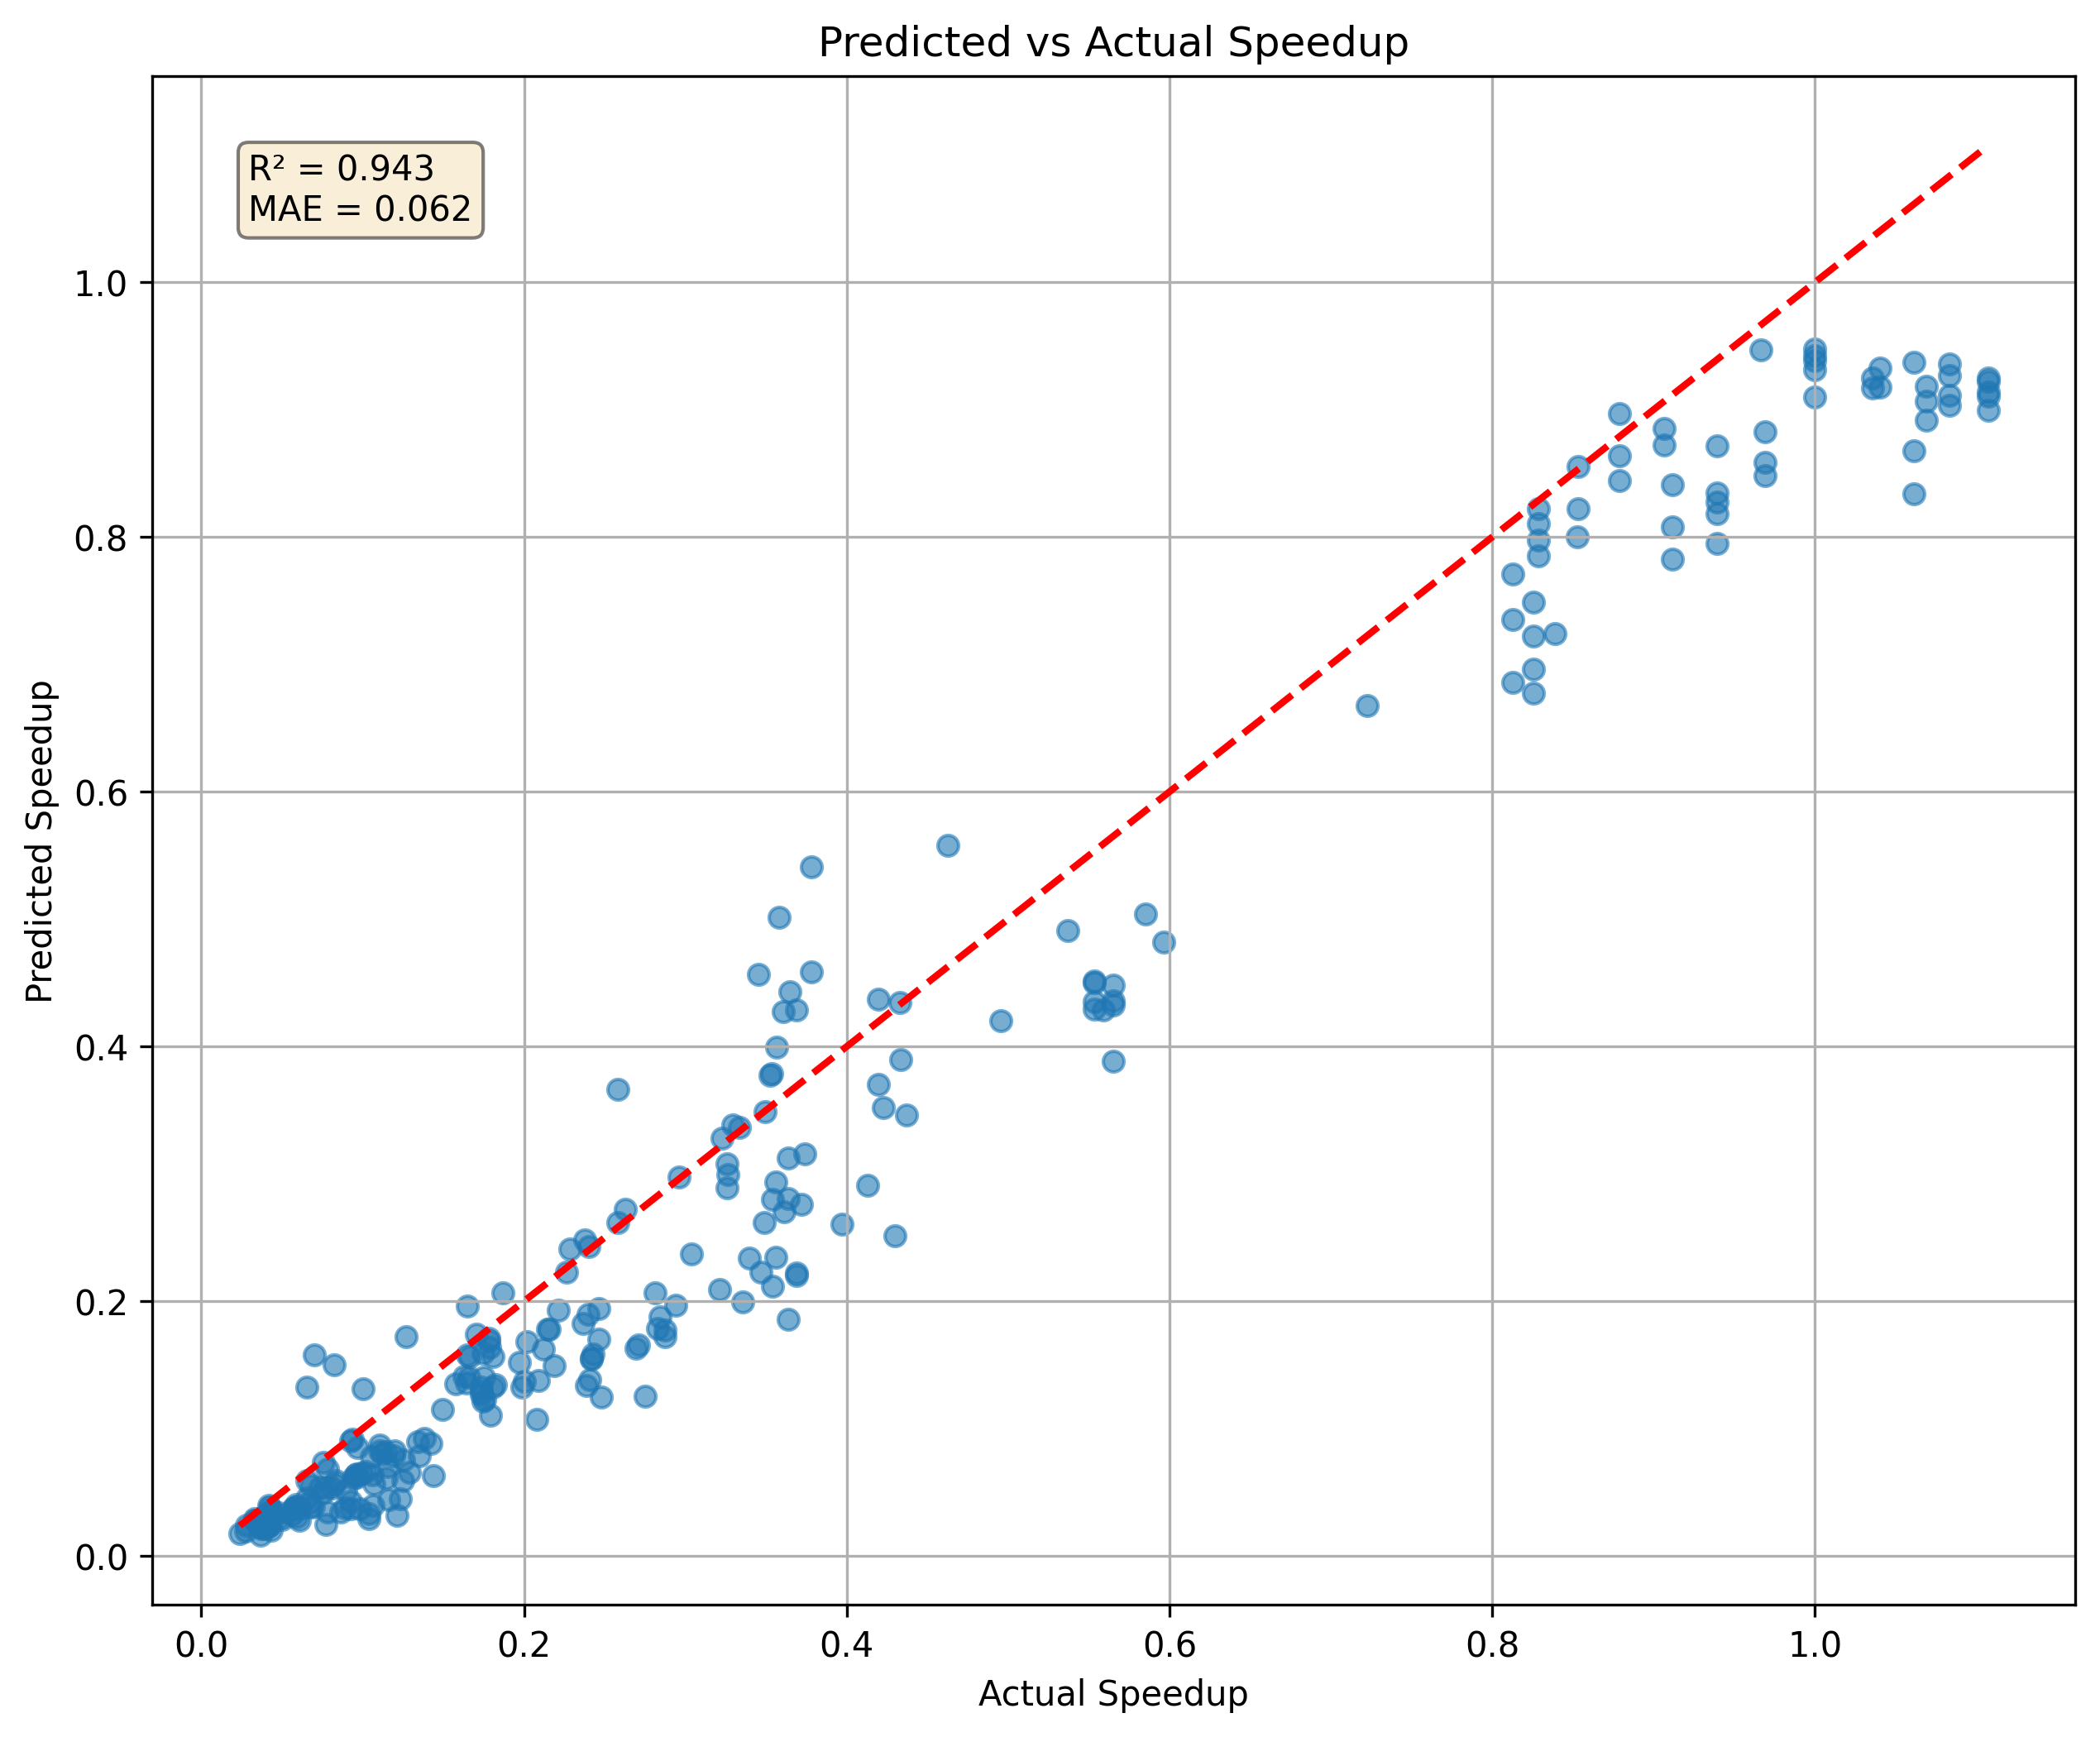 Predicted vs Actual Speedup
R² = 0.943
MAE = 0.062
Predicted Speedup
1.0
0.8
0.6
0.4
0.2
0.0
0.0 0.2 0.4 0.6 0.8 1.0
Actual Speedup